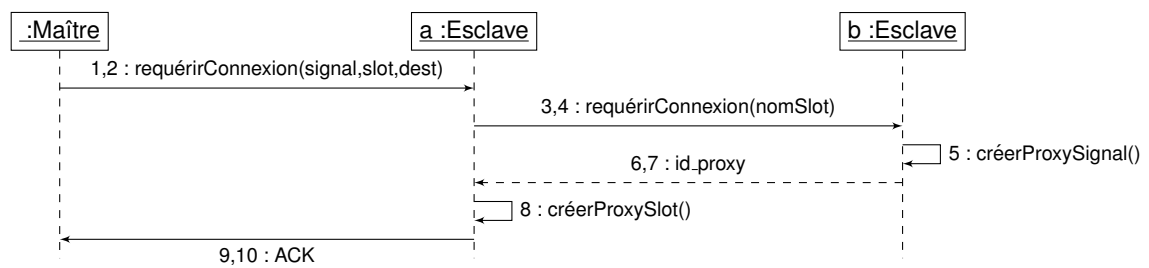 :Maître
a :Esclave
b :Esclave
1,2 : requérirConnexion(signal,slot,dest)
3,4 : requérirConnexion(nomSlot)
5 : créerProxySignal()
6,7 : id_proxy
8 : créerProxySlot()
9,10 : ACK